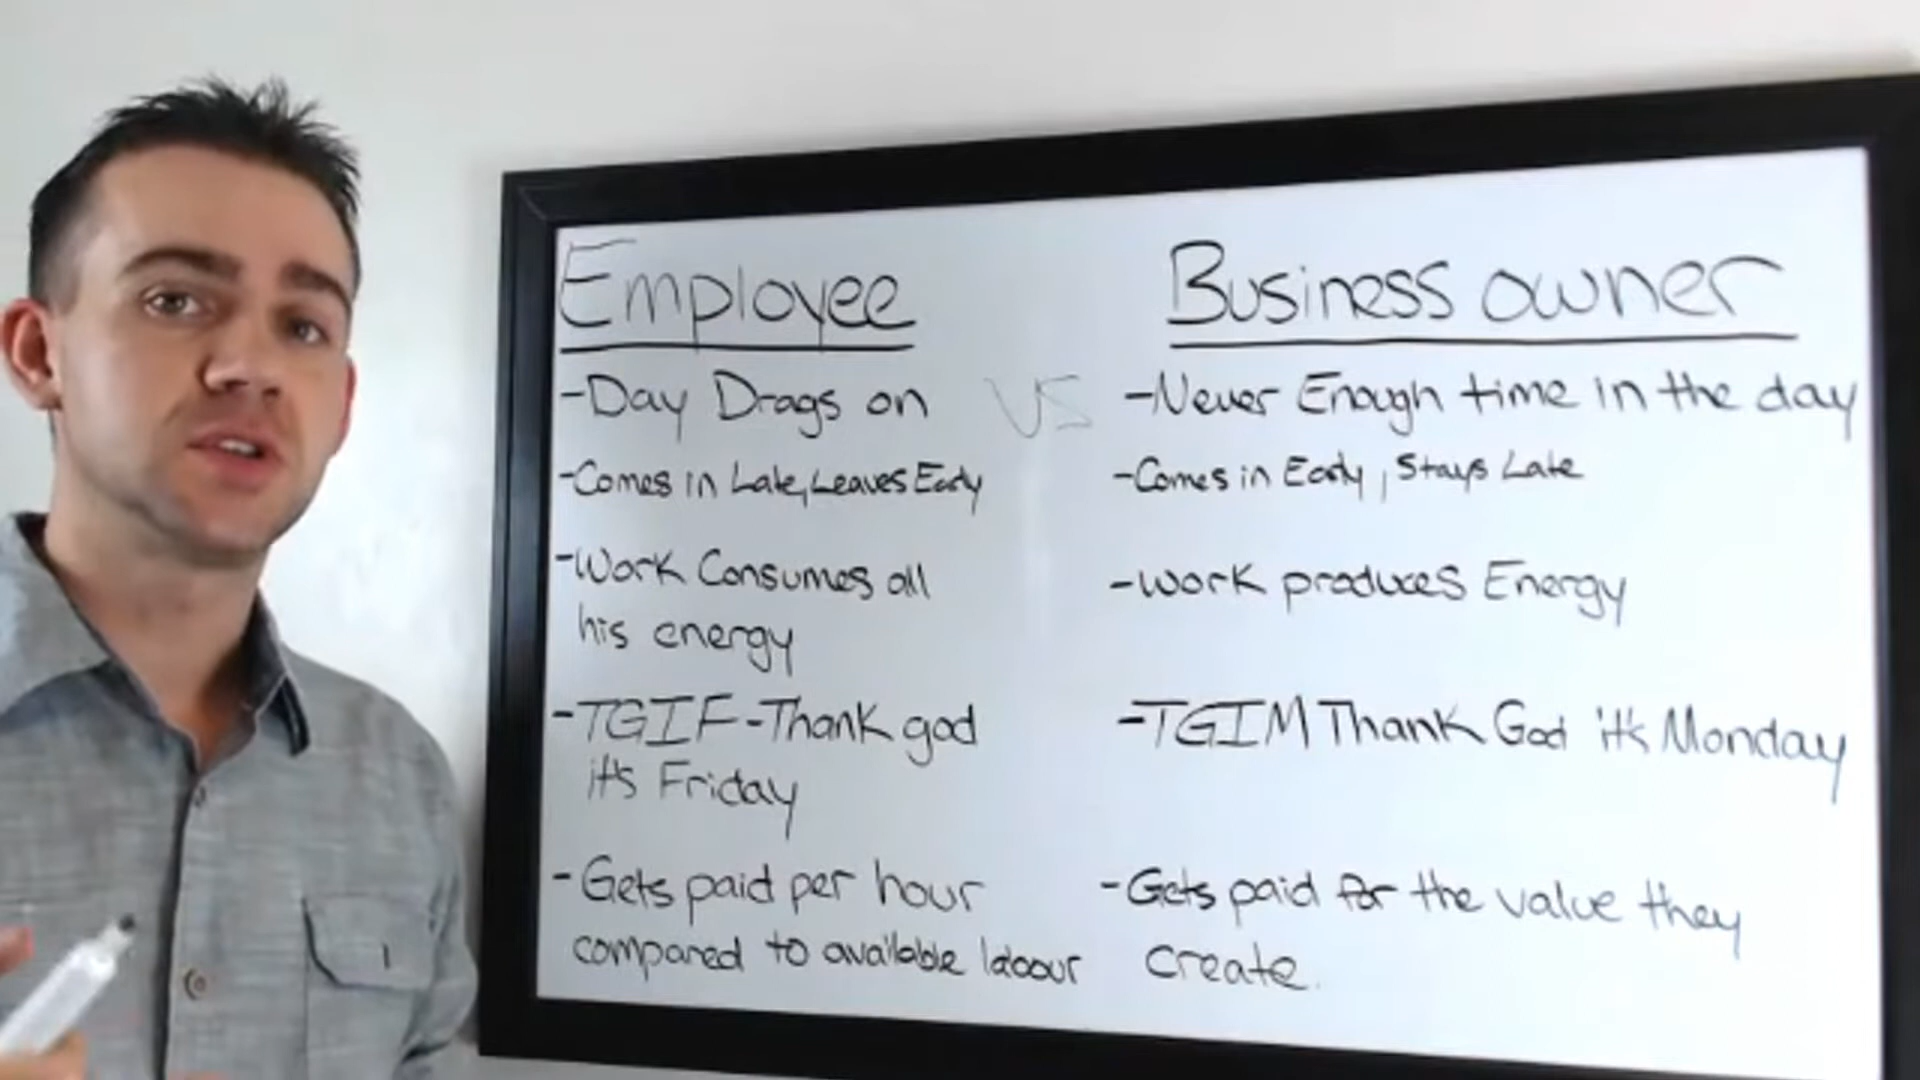 Employee
VS
Business owner
-Day Drags on
-Comes in Late, Leaves Early
-Work Consumes all
his energy
-TGIF-Thank god
it's Friday
-Gets paid per hour
compared to available labour
-Never Enough time in the day
-Comes in Early, Stays Late
-work produces Energy
-TGIM Thank God it's Monday
-Gets paid for the value they
create.